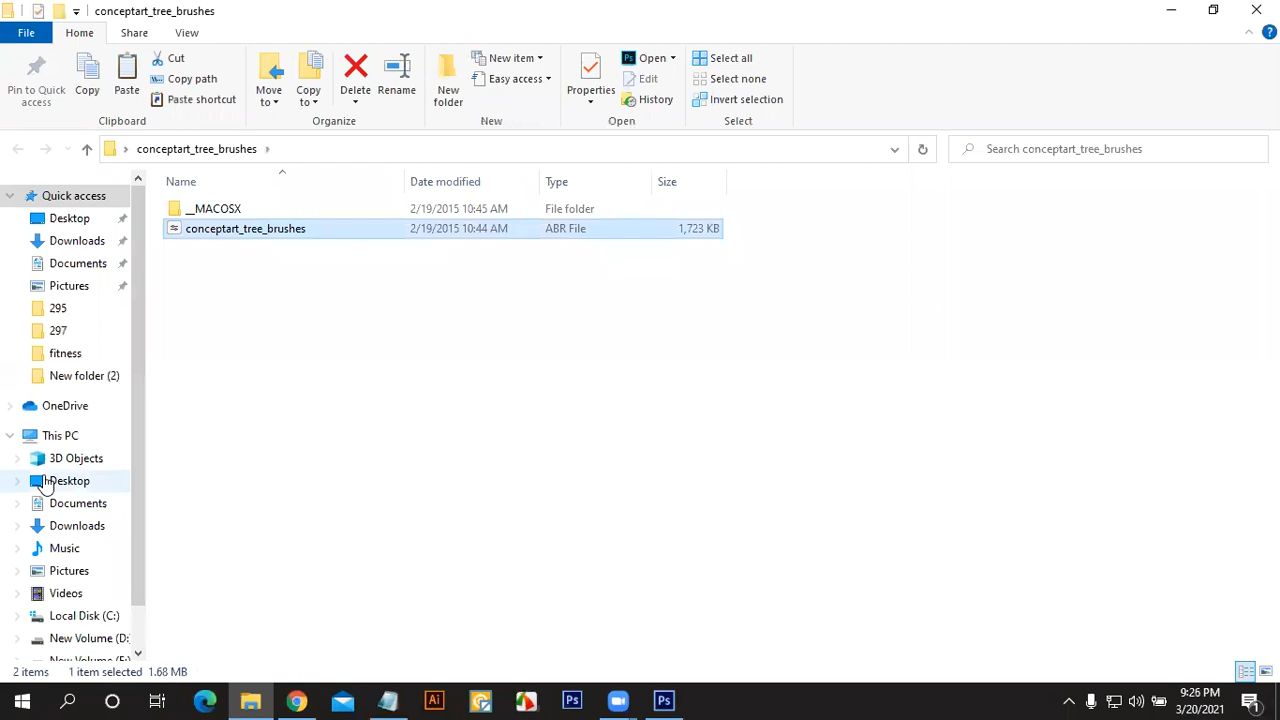 conceptart_tree_brushes
File Home Share View
Pin to Quick access
Copy
Paste
Cut
Copy path
Paste shortcut
Clipboard
Move to
Copy to
Delete
Rename
Organize
New folder
New item
Easy access
New
Properties
Open
Edit
History
Open
Select all
Select none
Invert selection
Select
conceptart_tree_brushes
Search conceptart_tree_brushes
Name Date modified Type Size
__MACOSX 2/19/2015 10:45 AM File folder
conceptart_tree_brushes 2/19/2015 10:44 AM ABR File 1,723 KB
Quick access
Desktop
Downloads
Documents
Pictures
295
297
fitness
New folder (2)
OneDrive
This PC
3D Objects
Desktop
Documents
Downloads
Music
Pictures
Videos
Local Disk (C:)
New Volume (D:
2 items 1 item selected 1.68 MB
Ai Ps Ps
9:26 PM
3/20/2021